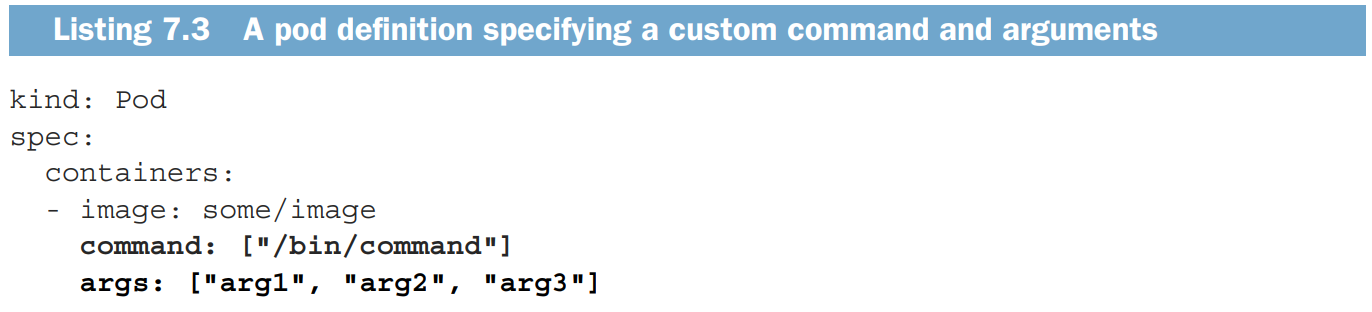 Listing 7.3 A pod definition specifying a custom command and arguments
kind: Pod
spec:
  containers:
  - image: some/image
    command: ["/bin/command"]
    args: ["arg1", "arg2", "arg3"]